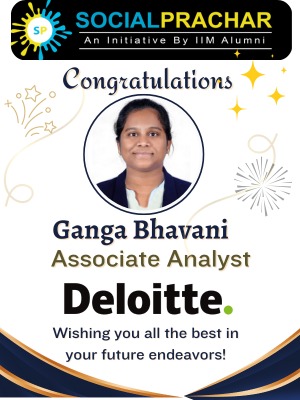 SP
SOCIALPRACHAR
An Initiative By IIM Alumni
Congratulations
Ganga Bhavani
Associate Analyst
Deloitte.
Wishing you all the best in
your future endeavors!